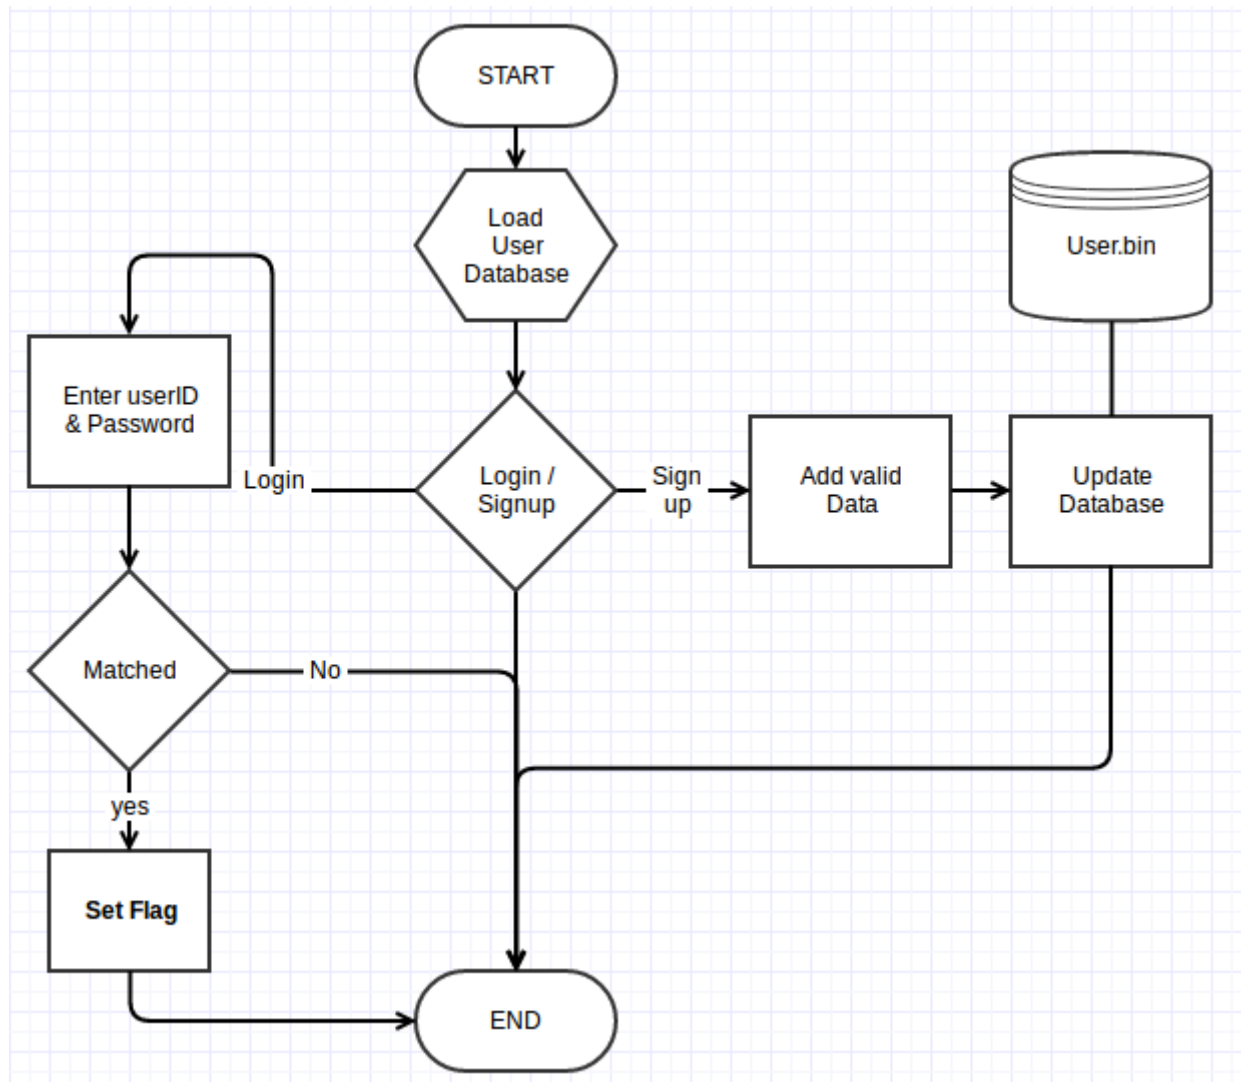 START
Load
User
Database
User.bin
Enter userID
& Password
Login
Login /
Signup
Sign
up
Add valid
Data
Update
Database
Matched
No
yes
Set Flag
END